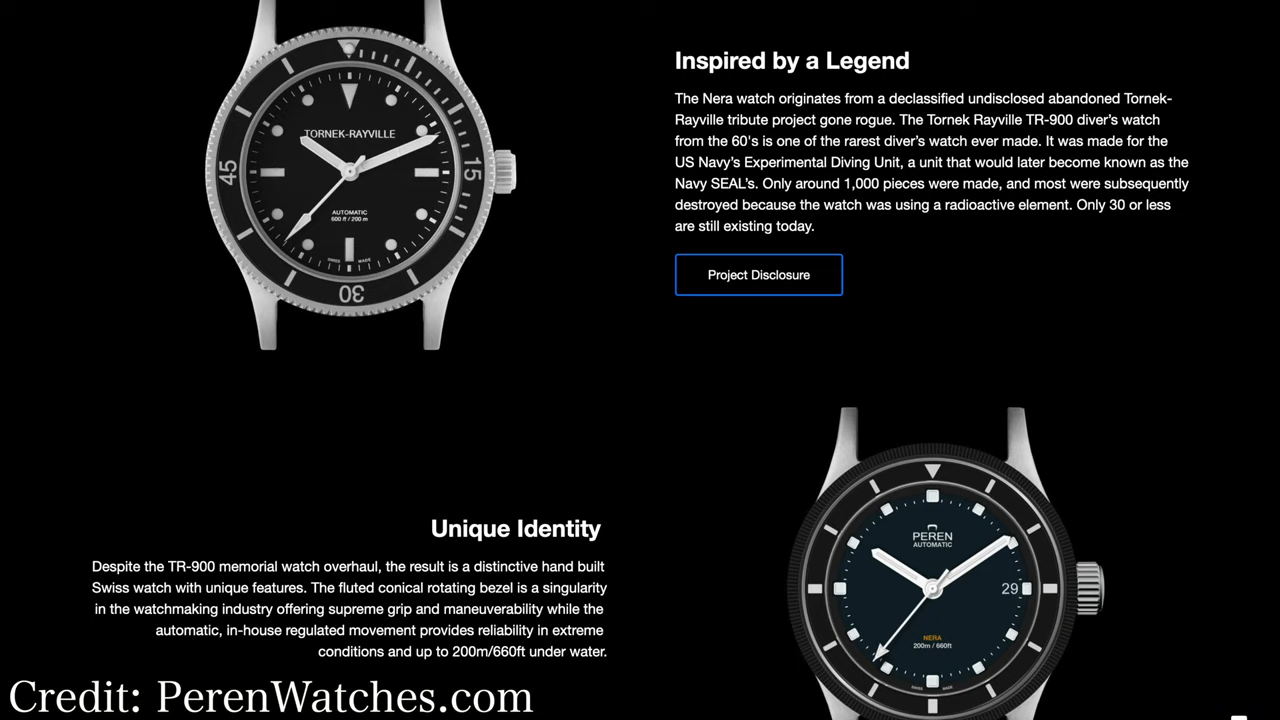 TORNEK-RAYVILLE
45
15
AUTOMATIC
600 ft / 200 m
SWISS MADE
30
Inspired by a Legend
The Nera watch originates from a declassified undisclosed abandoned Tornek-
Rayville tribute project gone rogue. The Tornek Rayville TR-900 diver's watch
from the 60's is one of the rarest diver's watch ever made. It was made for the
US Navy's Experimental Diving Unit, a unit that would later become known as the
Navy SEAL's. Only around 1,000 pieces were made, and most were subsequently
destroyed because the watch was using a radioactive element. Only 30 or less
are still existing today.
Project Disclosure
Unique Identity
Despite the TR-900 memorial watch overhaul, the result is a distinctive hand built
Swiss watch with unique features. The fluted conical rotating bezel is a singularity
in the watchmaking industry offering supreme grip and maneuverability while the
automatic, in-house regulated movement provides reliability in extreme
conditions and up to 200m/660ft under water.
PEREN
AUTOMATIC
29
NERA
200m / 660ft
SWISS MADE
Credit: PerenWatches.com